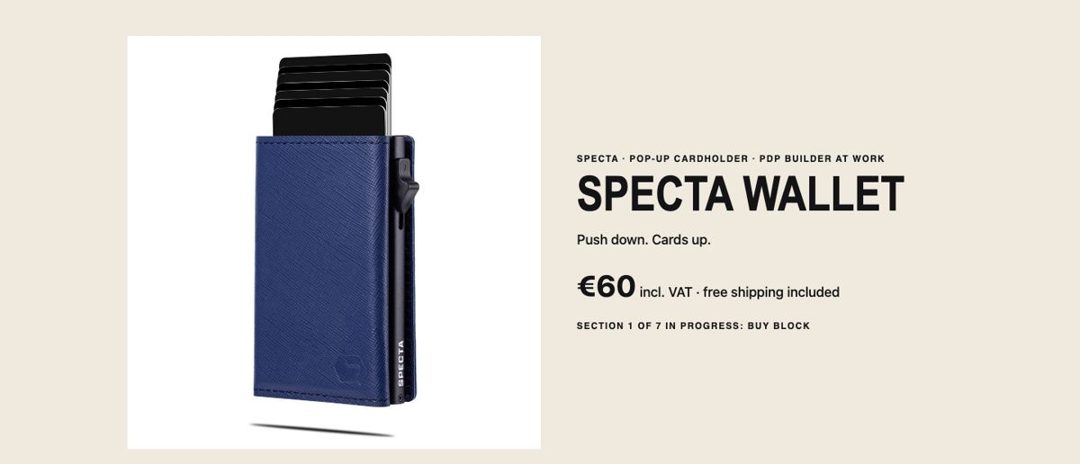 SPECTA
SPECTA · POP-UP CARDHOLDER · PDP BUILDER AT WORK
SPECTA WALLET
Push down. Cards up.
€60 incl. VAT · free shipping included
SECTION 1 OF 7 IN PROGRESS: BUY BLOCK